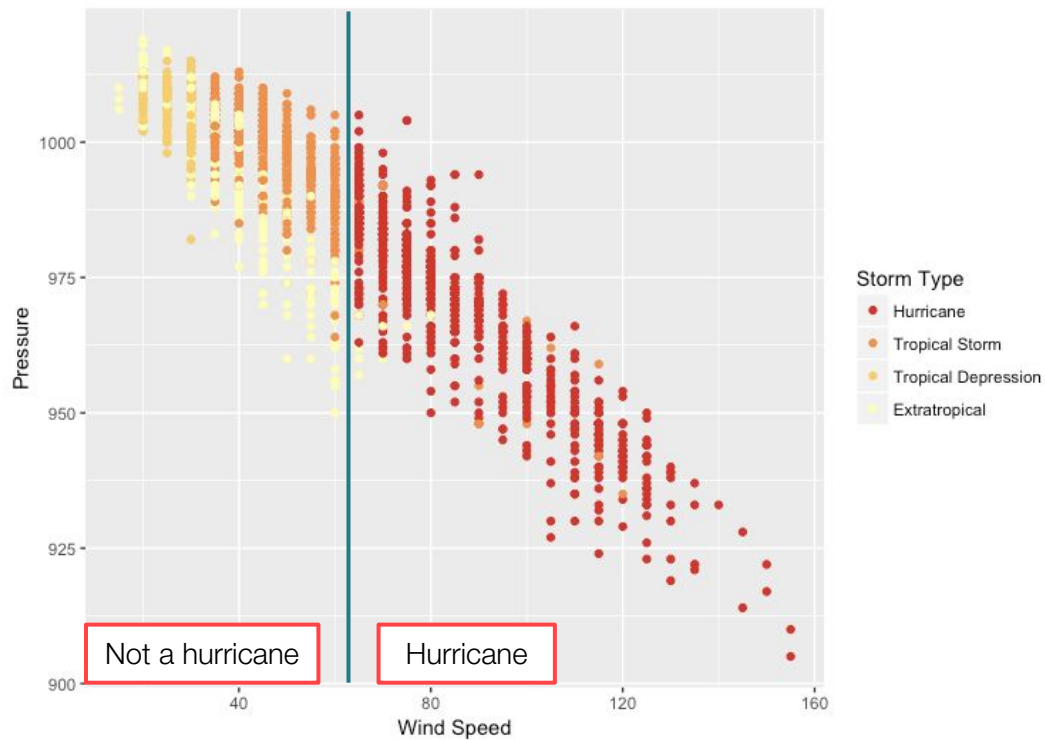 1000
975
950
925
900
Pressure
40
80
120
160
Wind Speed
Not a hurricane
Hurricane
Storm Type
Hurricane
Tropical Storm
Tropical Depression
Extratropical